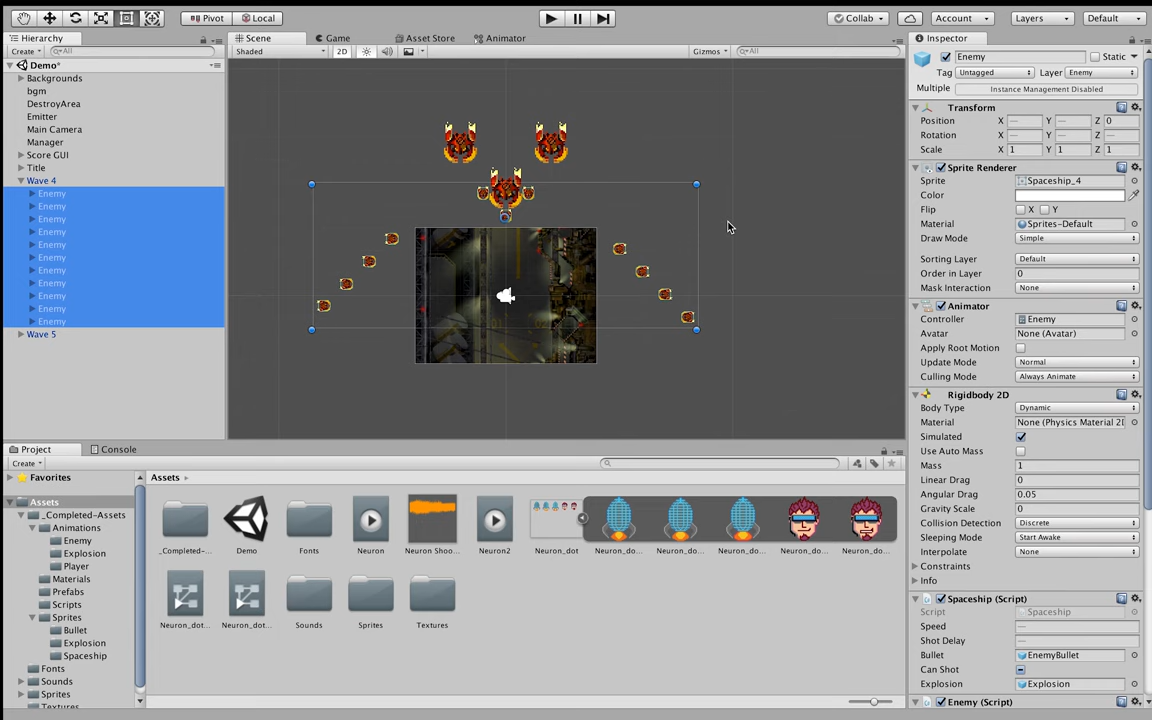 Pivot Local Collab Account Layers Default
Hierarchy Scene Game Asset Store Animator Inspector
Create All Shaded 2D Gizmos All
Demo*
Backgrounds
bgm
DestroyArea
Emitter
Main Camera
Manager
Score GUI
Title
Wave 4
Enemy
Enemy
Enemy
Enemy
Enemy
Enemy
Enemy
Enemy
Enemy
Enemy
Enemy
Wave 5
Enemy Static
Tag Untagged Layer Enemy
Multiple Instance Management Disabled
Transform
Position X — Y — Z 0
Rotation X — Y — Z —
Scale X 1 Y 1 Z 1
Sprite Renderer
Sprite Spaceship_4
Color
Flip X Y
Material Sprites-Default
Draw Mode Simple
Sorting Layer Default
Order in Layer 0
Mask Interaction None
Animator
Controller Enemy
Avatar None (Avatar)
Apply Root Motion
Update Mode Normal
Culling Mode Always Animate
Rigidbody 2D
Body Type Dynamic
Material None (Physics Material 2D
Simulated
Use Auto Mass
Mass 1
Linear Drag 0
Angular Drag 0.05
Gravity Scale 0
Collision Detection Discrete
Sleeping Mode Start Awake
Interpolate None
Constraints
Info
Spaceship (Script)
Script Spaceship
Speed —
Shot Delay —
Bullet EnemyBullet
Can Shot
Explosion Explosion
Enemy (Script)
Project Console
Create
Favorites
Assets
_Completed-Assets
Animations
Enemy
Explosion
Player
Materials
Prefabs
Scripts
Sprites
Bullet
Explosion
Spaceship
Fonts
Sounds
Sprites
Textures
Assets
_Completed-... Demo Fonts Neuron Neuron Shoo... Neuron2 Neuron_dot Neuron_do... Neuron_do... Neuron_do... Neuron_do... Neuron_do...
Neuron_dot... Neuron_dot... Sounds Sprites Textures